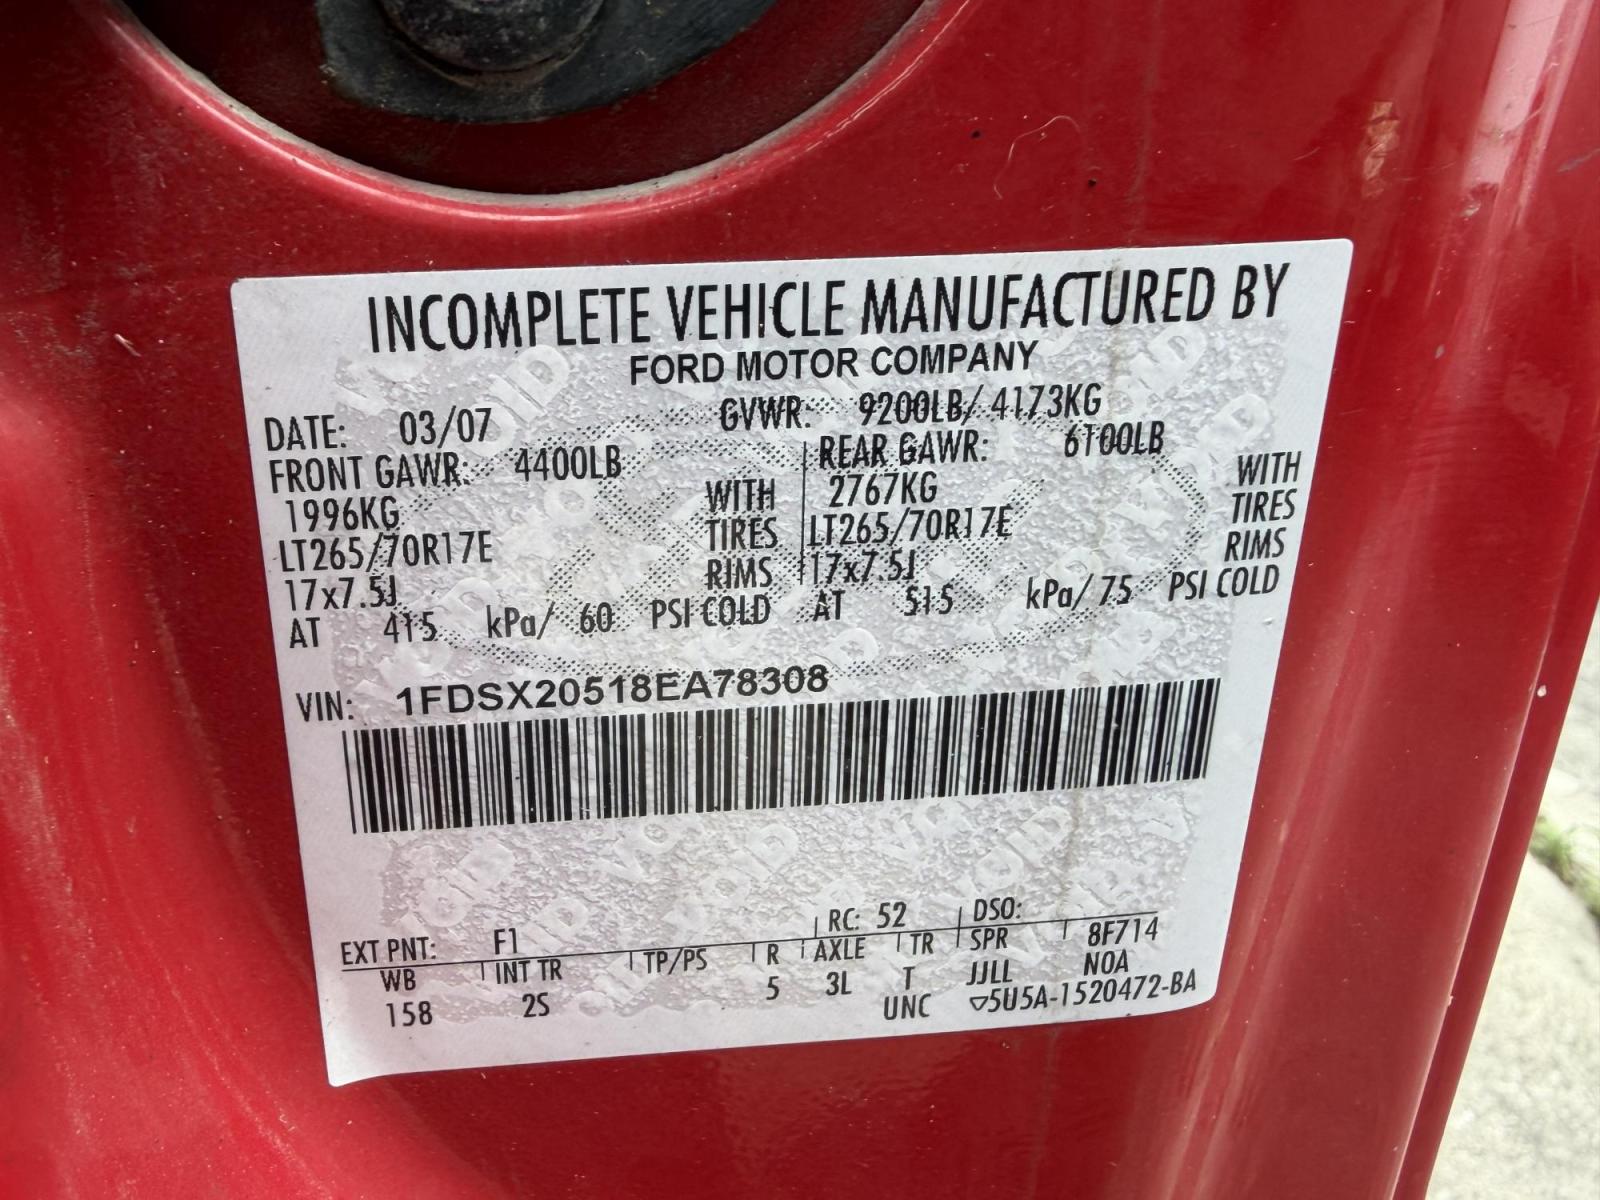 INCOMPLETE VEHICLE MANUFACTURED BY
FORD MOTOR COMPANY
DATE: 03/07 GVWR: 9200LB/ 4173KG
FRONT GAWR: 4400LB REAR GAWR: 6100LB
1996KG WITH 2767KG WITH
LT265/70R17E TIRES LT265/70R17E TIRES
17x7.5J RIMS 17x7.5J RIMS
AT 415 kPa/ 60 PSI COLD AT 515 kPa/ 75 PSI COLD
VIN: 1FDSX20518EA78308
EXT PNT: F1 RC: 52 DSO:
WB INT TR TP/PS R AXLE TR SPR 8F714
158 2S 5 3L T JJLL NOA
UNC ▽5U5A-1520472-BA
VOID